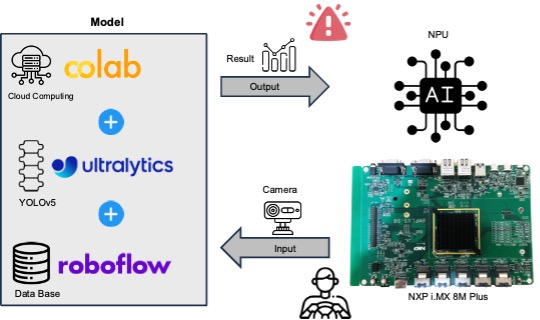 Model
colab
Cloud Computing
ultralytics
YOLOv5
roboflow
Data Base
Result
Output
Camera
Input
NPU
AI
NXP i.MX 8M Plus